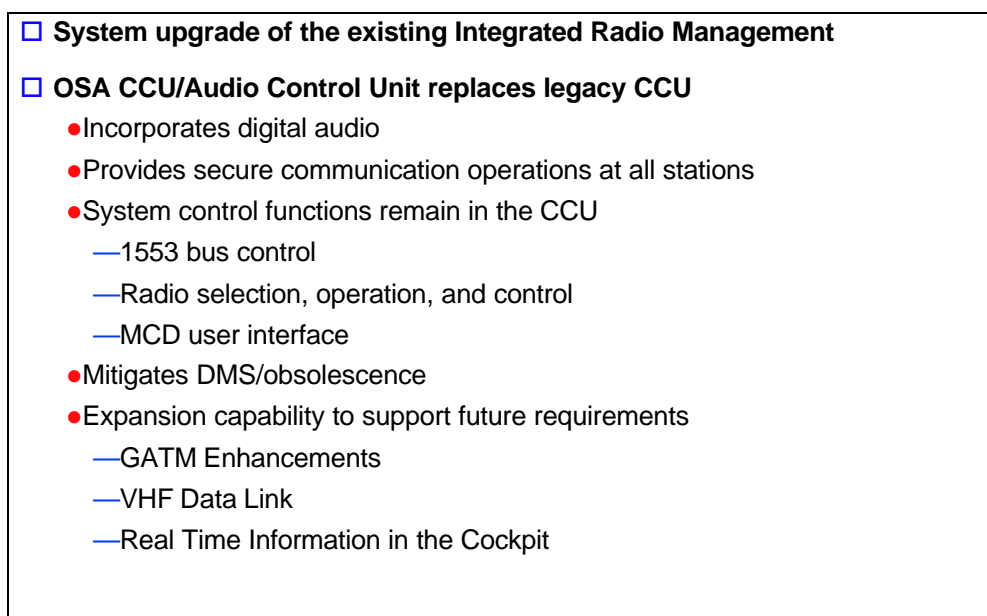 System upgrade of the existing Integrated Radio Management
OSA CCU/Audio Control Unit replaces legacy CCU
●Incorporates digital audio
●Provides secure communication operations at all stations
●System control functions remain in the CCU
—1553 bus control
—Radio selection, operation, and control
—MCD user interface
●Mitigates DMS/obsolescence
●Expansion capability to support future requirements
—GATM Enhancements
—VHF Data Link
—Real Time Information in the Cockpit